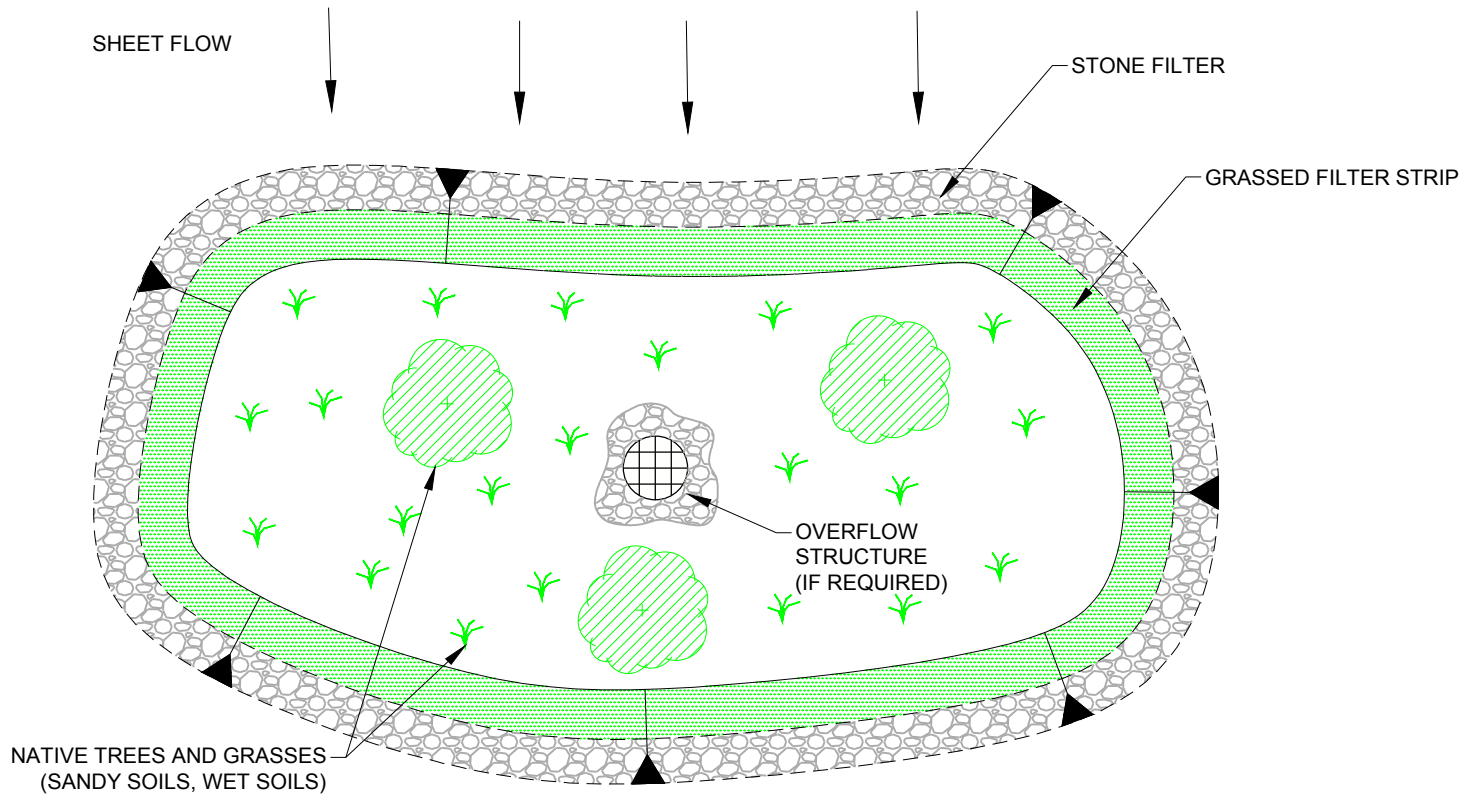 SHEET FLOW
STONE FILTER
GRASSED FILTER STRIP
OVERFLOW
STRUCTURE
(IF REQUIRED)
NATIVE TREES AND GRASSES
(SANDY SOILS, WET SOILS)